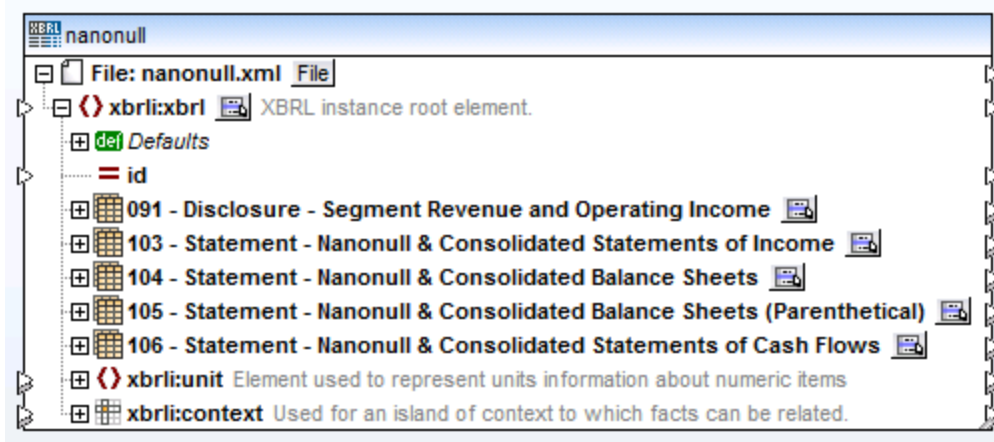 XBRL nanonull
File: nanonull.xml File
xbrli:xbrl XBRL instance root element.
def Defaults
= id
091 - Disclosure - Segment Revenue and Operating Income
103 - Statement - Nanonull & Consolidated Statements of Income
104 - Statement - Nanonull & Consolidated Balance Sheets
105 - Statement - Nanonull & Consolidated Balance Sheets (Parenthetical)
106 - Statement - Nanonull & Consolidated Statements of Cash Flows
xbrli:unit Element used to represent units information about numeric items
xbrli:context Used for an island of context to which facts can be related.